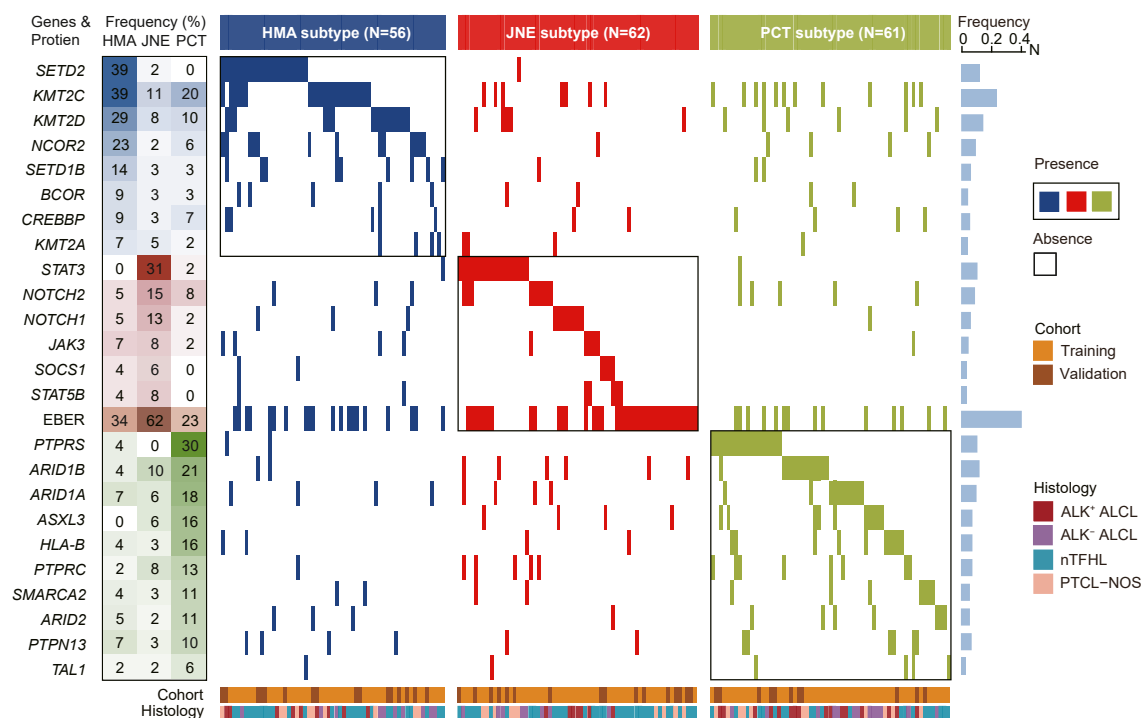 Genes & Protien
Frequency (%)
HMA JNE PCT
HMA subtype (N=56)
JNE subtype (N=62)
PCT subtype (N=61)
Frequency
0 0.2 0.4
N
SETD2 39 2 0
KMT2C 39 11 20
KMT2D 29 8 10
NCOR2 23 2 6
SETD1B 14 3 3
BCOR 9 3 3
CREBBP 9 3 7
KMT2A 7 5 2
STAT3 0 31 2
NOTCH2 5 15 8
NOTCH1 5 13 2
JAK3 7 8 2
SOCS1 4 6 0
STAT5B 4 8 0
EBER 34 62 23
PTPRS 4 0 30
ARID1B 4 10 21
ARID1A 7 6 18
ASXL3 0 6 16
HLA-B 4 3 16
PTPRC 2 8 13
SMARCA2 4 3 11
ARID2 5 2 11
PTPN13 7 3 10
TAL1 2 2 6
Cohort
Histology
Presence
Absence
Cohort
Training
Validation
Histology
ALK⁺ ALCL
ALK⁻ ALCL
nTFHL
PTCL−NOS